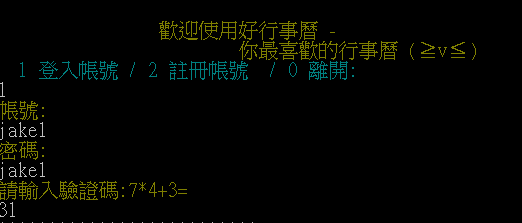 歡迎使用好行事曆 -
你最喜歡的行事曆 (≧v≦)
1 登入帳號 / 2 註冊帳號 / 0 離開:
1
帳號:
jakel
密碼:
jakel
請輸入驗證碼:7*4+3=
31